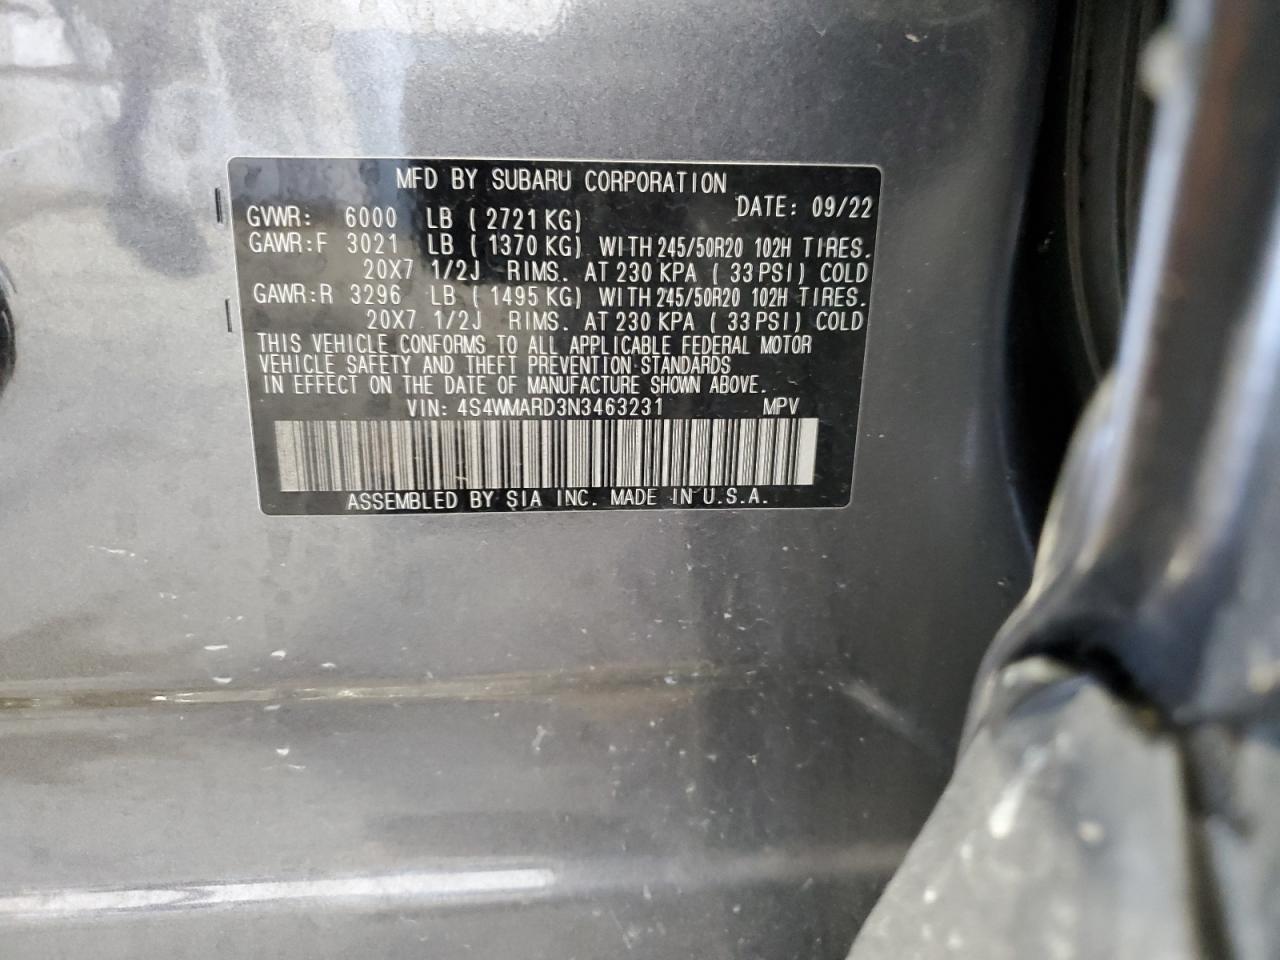 MFD BY SUBARU CORPORATION
DATE: 09/22
GVWR: 6000 LB (2721 KG)
GAWR:F 3021 LB (1370 KG) WITH 245/50R20 102H TIRES.
20X7 1/2J RIMS. AT 230 KPA (33 PSI) COLD
GAWR:R 3296 LB (1495 KG) WITH 245/50R20 102H TIRES.
20X7 1/2J RIMS. AT 230 KPA (33 PSI) COLD
THIS VEHICLE CONFORMS TO ALL APPLICABLE FEDERAL MOTOR
VEHICLE SAFETY AND THEFT PREVENTION STANDARDS
IN EFFECT ON THE DATE OF MANUFACTURE SHOWN ABOVE.
VIN: 4S4WMARD3N3463231 MPV
ASSEMBLED BY SIA INC. MADE IN U.S.A.